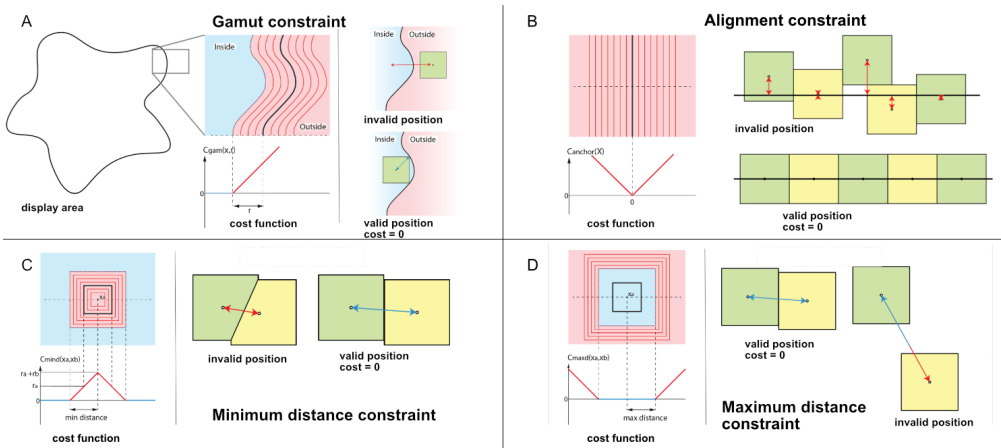 A
Gamut constraint
Inside
Outside
Cgam(x,r)
0
r
cost function
display area
Inside
Outside
invalid position
Inside
Outside
valid position
cost = 0
B
Alignment constraint
Canchor(X)
0
0
cost function
invalid position
valid position
cost = 0
C
xa
Cmind(xa,xb)
ra +rb
ra
0
min distance
cost function
invalid position
valid position
cost = 0
Minimum distance constraint
D
xa
Cmaxd(xa,xb)
0
max distance
cost function
valid position
cost = 0
invalid position
Maximum distance
constraint